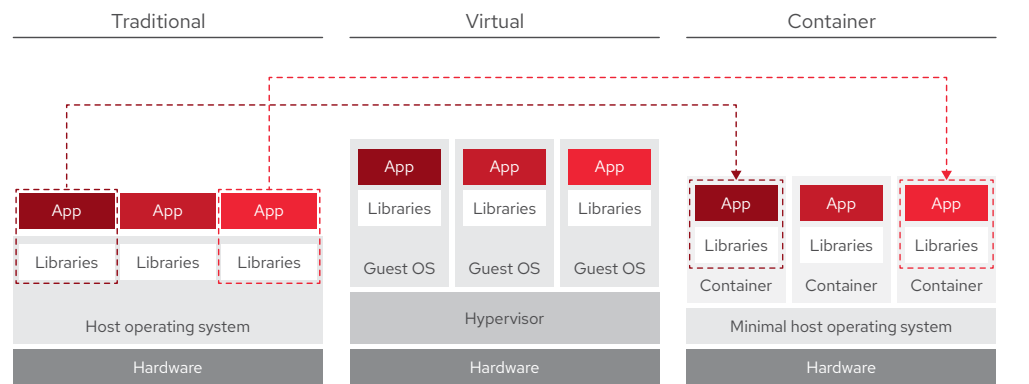 Traditional
App App App
Libraries Libraries Libraries
Host operating system
Hardware
Virtual
App App App
Libraries Libraries Libraries
Guest OS Guest OS Guest OS
Hypervisor
Hardware
Container
App App App
Libraries Libraries Libraries
Container Container Container
Minimal host operating system
Hardware